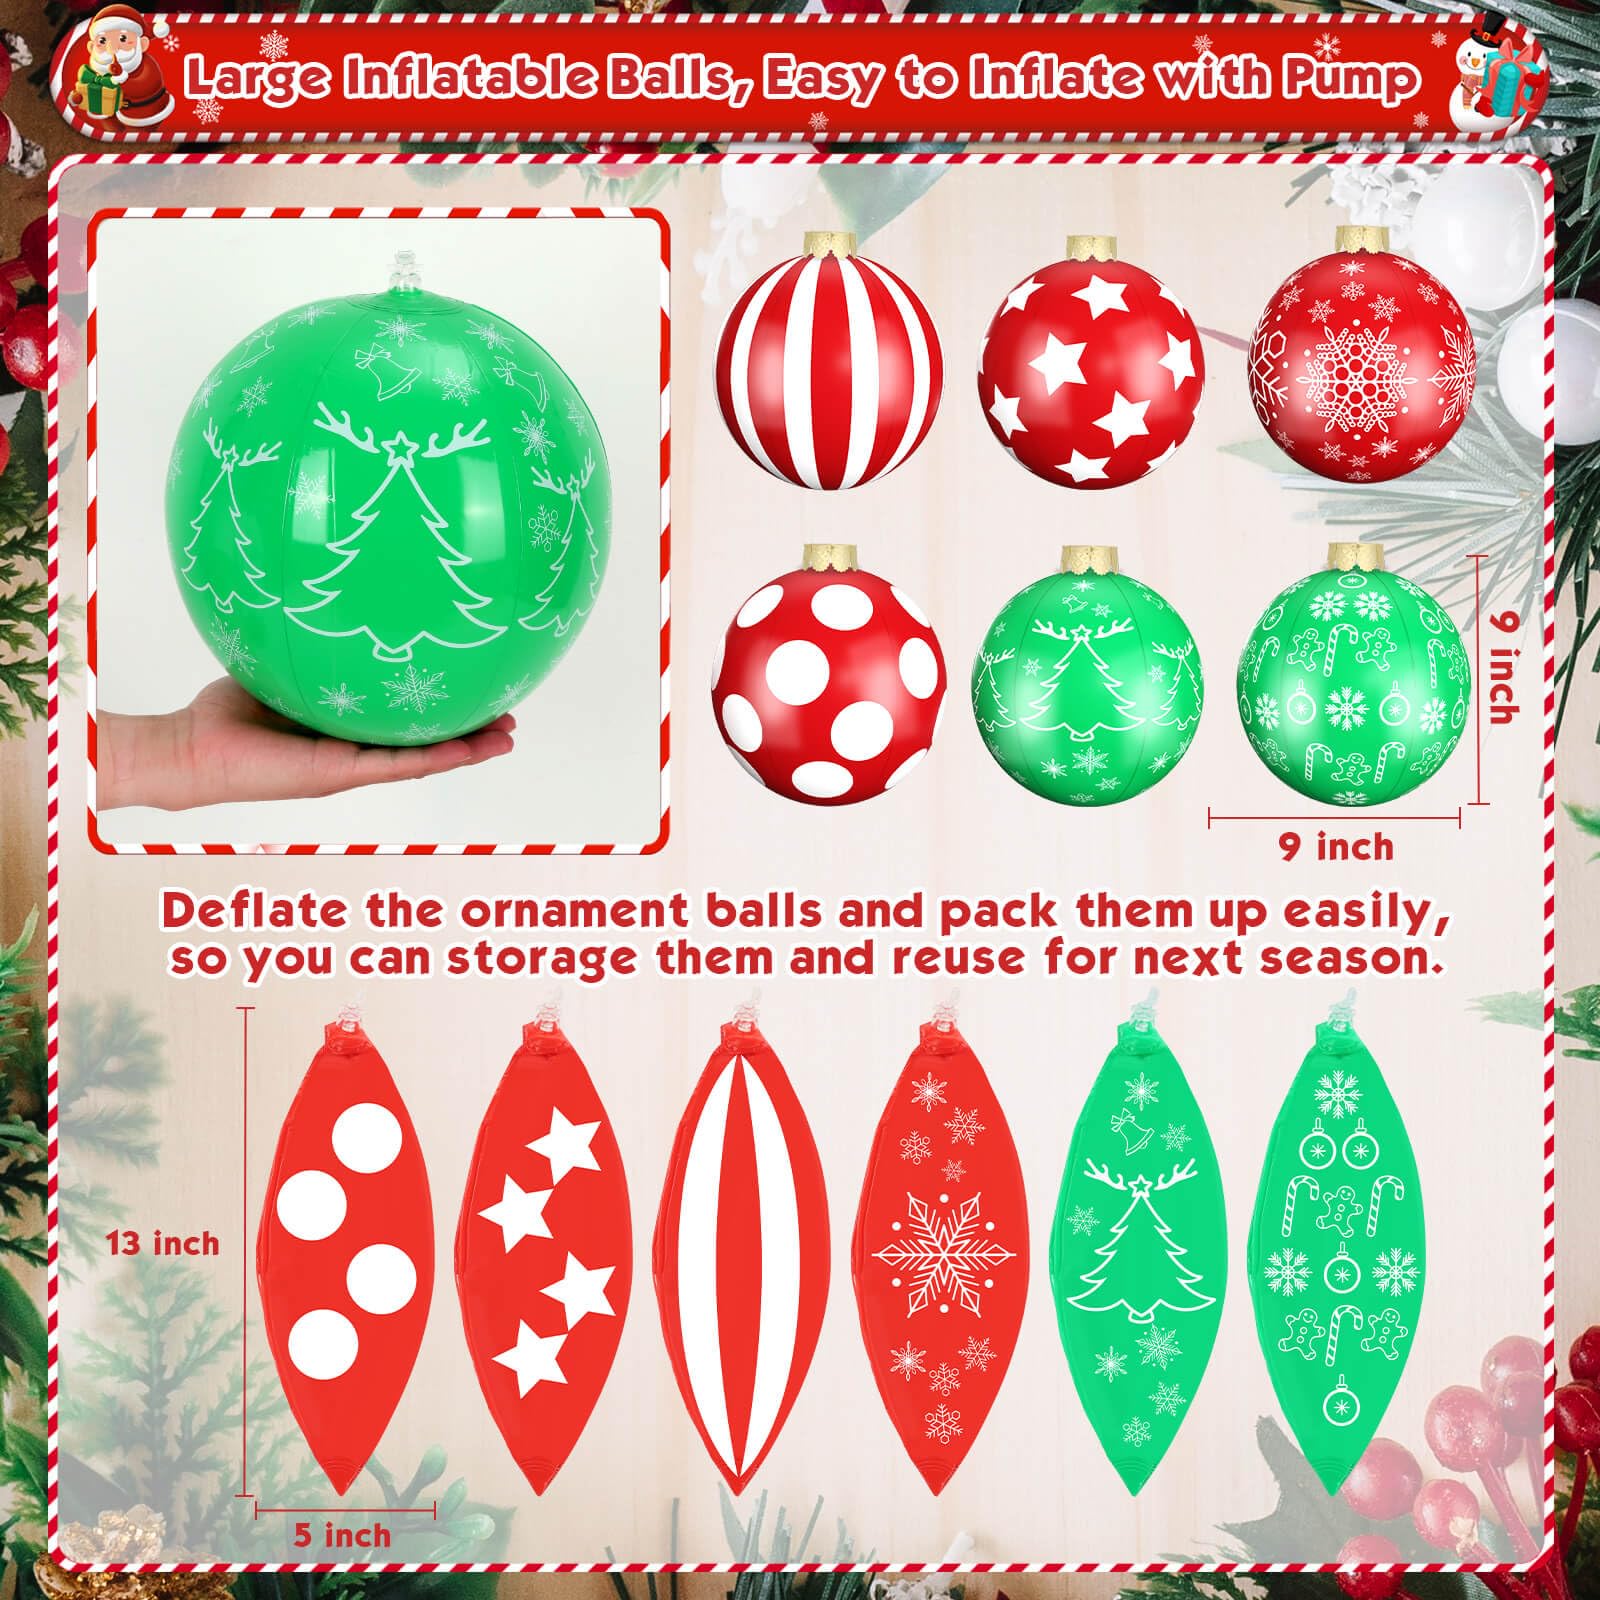 Large Inflatable Balls, Easy to Inflate with Pump
9 inch
9 inch
Deflate the ornament balls and pack them up easily,
so you can storage them and reuse for next season.
13 inch
5 inch